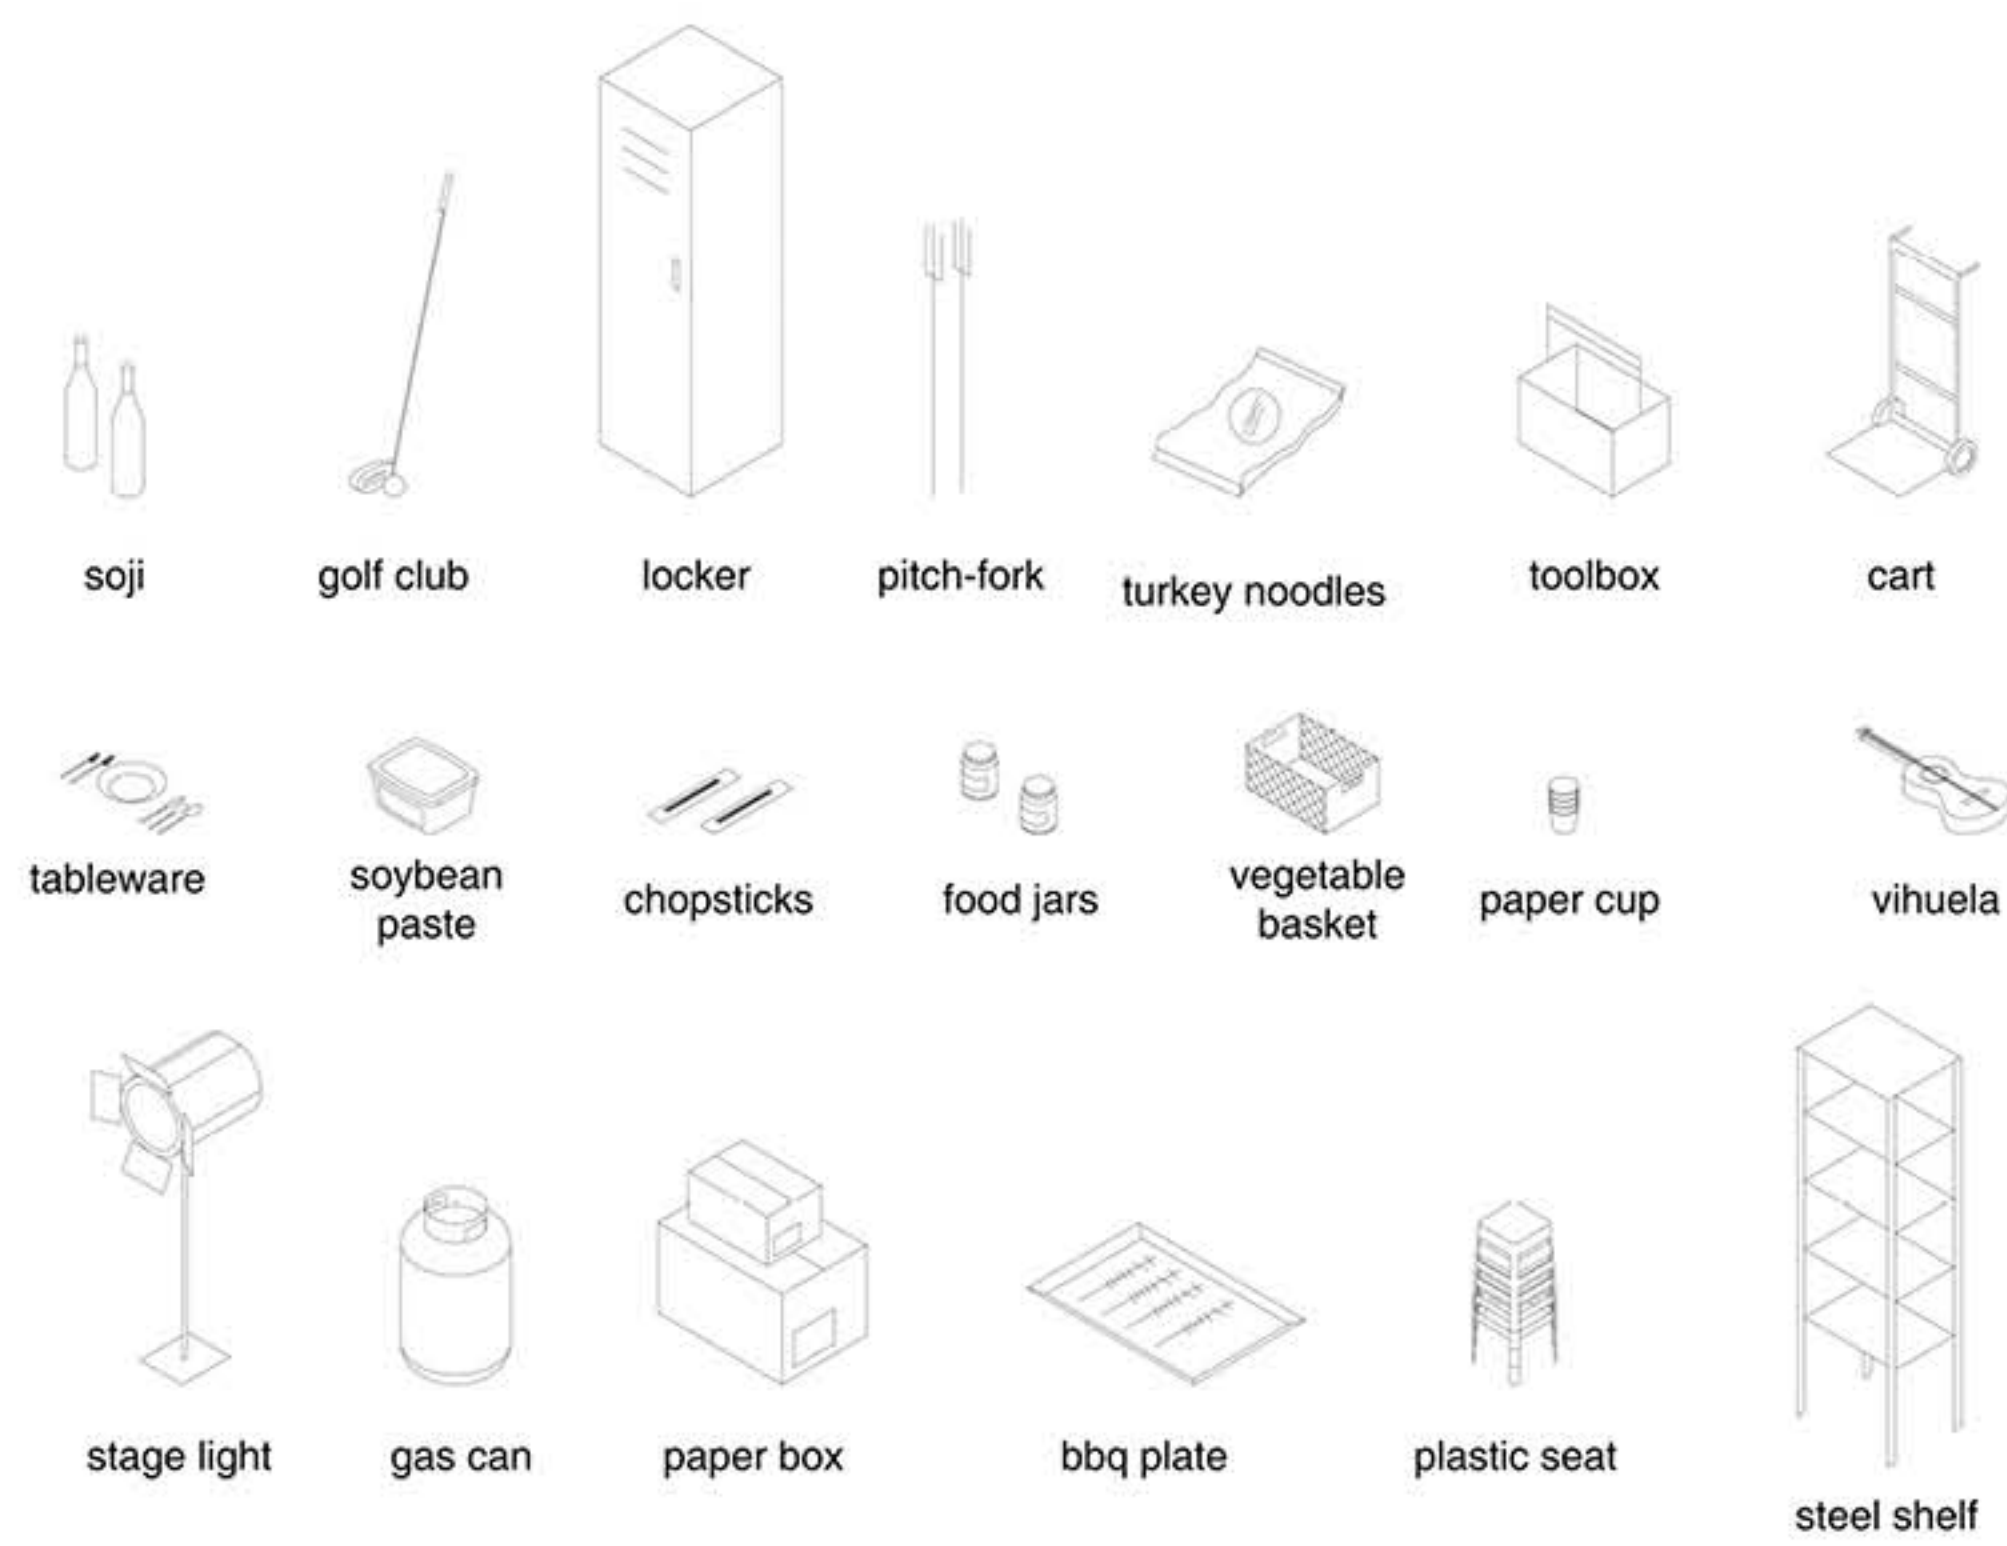 soji
golf club
locker
pitch-fork
turkey noodles
toolbox
cart
tableware
soybean
paste
chopsticks
food jars
vegetable
basket
paper cup
vihuela
stage light
gas can
paper box
bbq plate
plastic seat
steel shelf